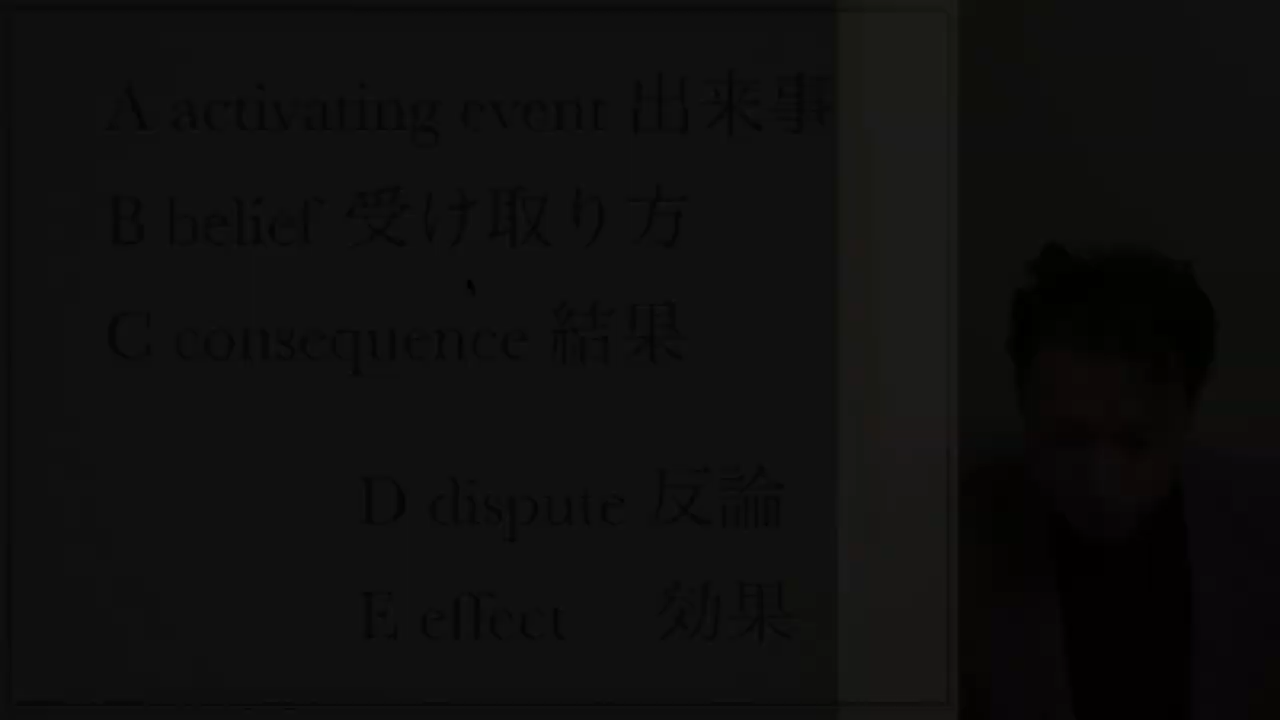 A activating event 出来事
B belief 受け取り方
C consequence 結果
D dispute 反論
E effect 効果